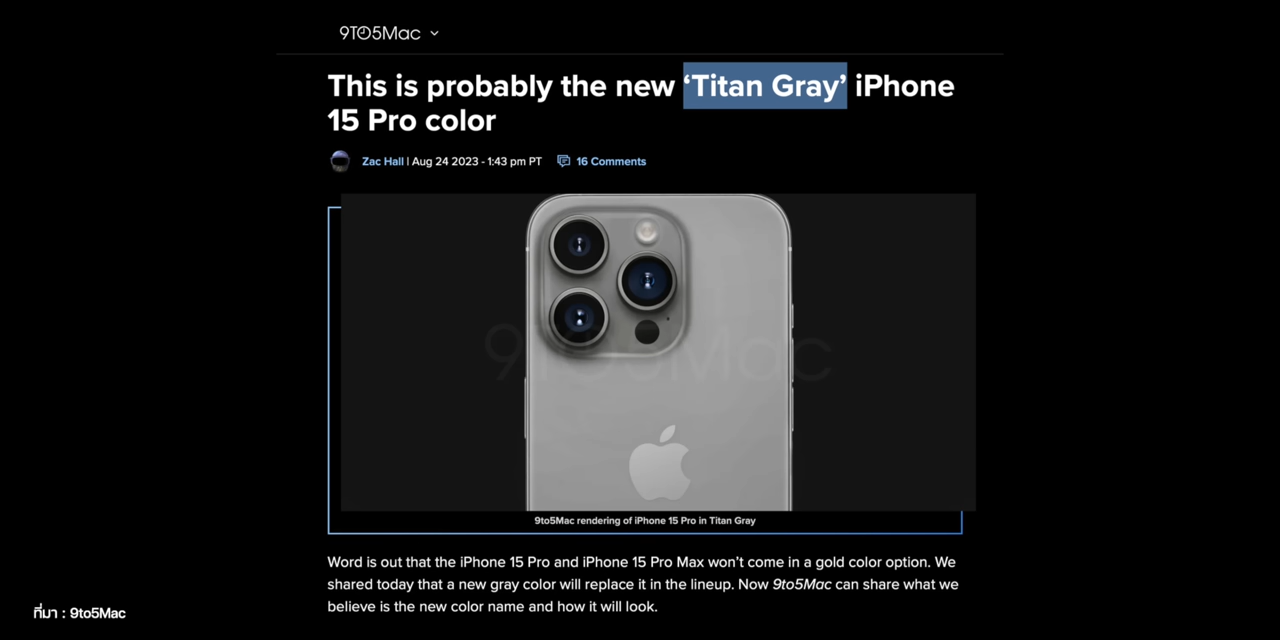 9TO5Mac
This is probably the new ‘Titan Gray’ iPhone
15 Pro color
Zac Hall | Aug 24 2023 - 1:43 pm PT 16 Comments
9To5Mac
9to5Mac rendering of iPhone 15 Pro in Titan Gray
Word is out that the iPhone 15 Pro and iPhone 15 Pro Max won’t come in a gold color option. We
shared today that a new gray color will replace it in the lineup. Now 9to5Mac can share what we
believe is the new color name and how it will look.
ที่มา : 9to5Mac